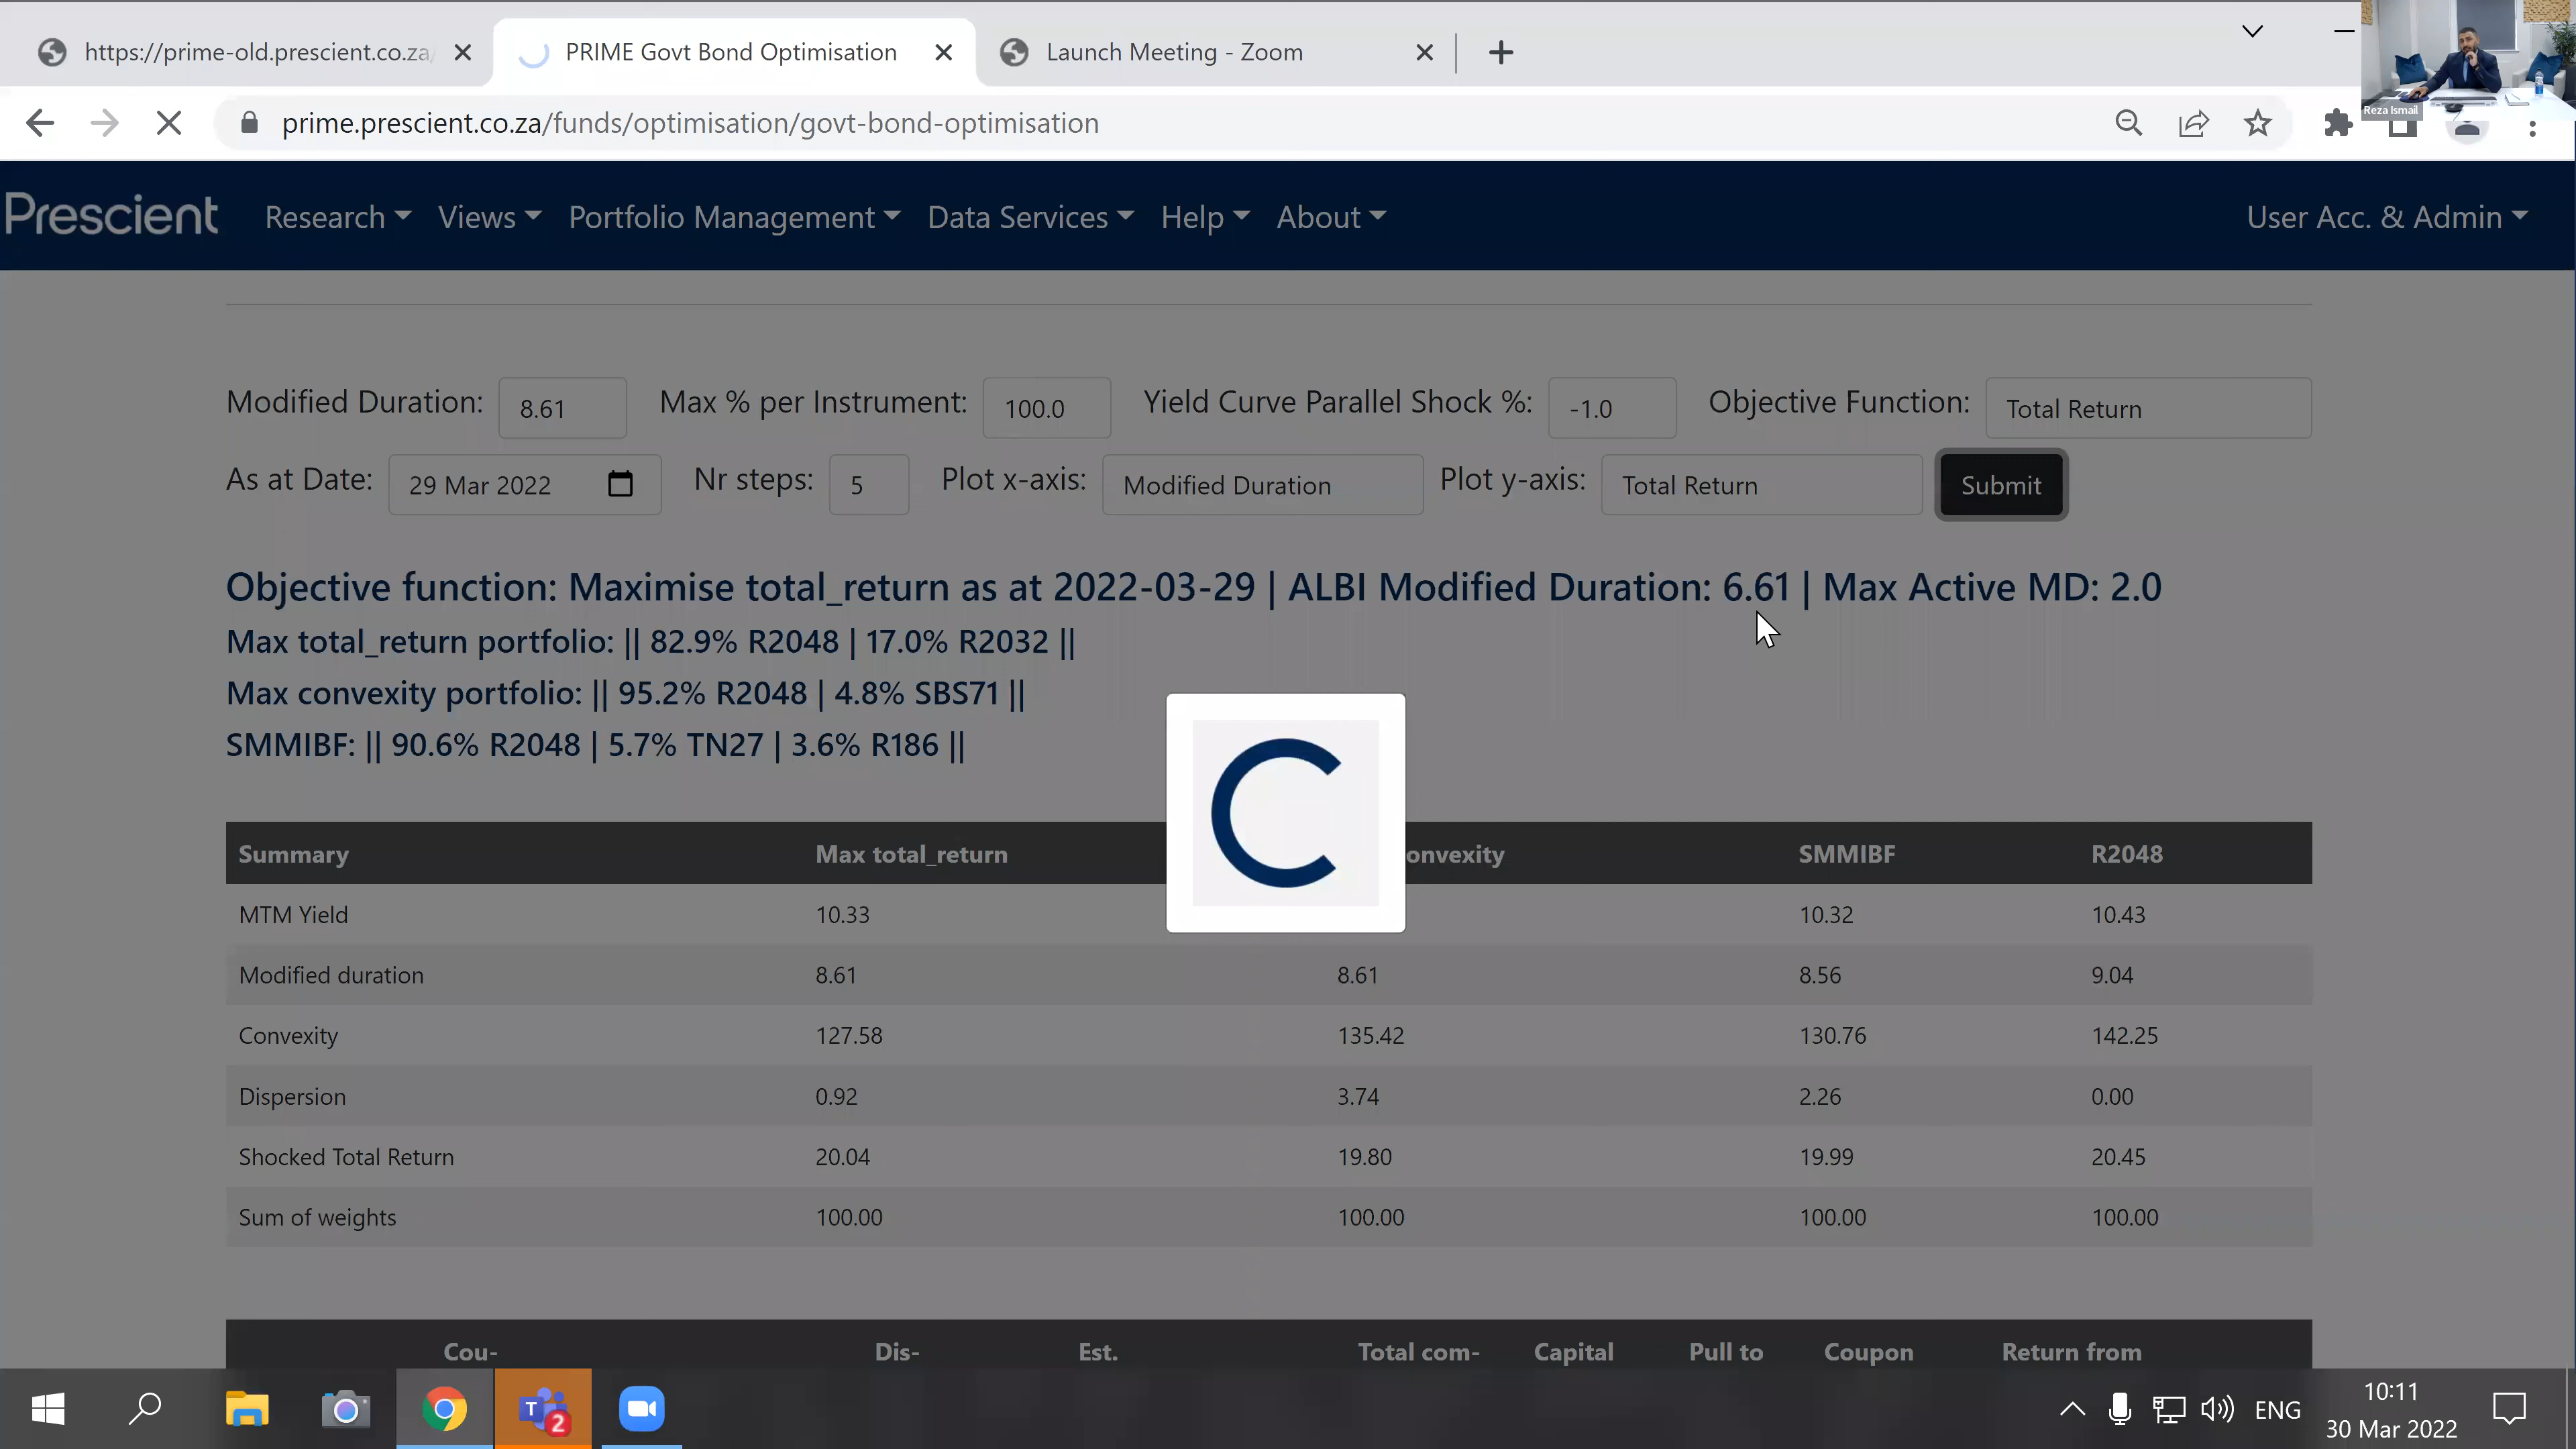 https://prime-old.prescient.co.za/
PRIME Govt Bond Optimisation
Launch Meeting - Zoom
prime.prescient.co.za/funds/optimisation/govt-bond-optimisation
Reza Ismail
Prescient Research Views Portfolio Management Data Services Help About User Acc. & Admin
Modified Duration: 8.61 Max % per Instrument: 100.0 Yield Curve Parallel Shock %: -1.0 Objective Function: Total Return
As at Date: 29 Mar 2022 Nr steps: 5 Plot x-axis: Modified Duration Plot y-axis: Total Return Submit
Objective function: Maximise total_return as at 2022-03-29 | ALBI Modified Duration: 6.61 | Max Active MD: 2.0
Max total_return portfolio: || 82.9% R2048 | 17.0% R2032 ||
Max convexity portfolio: || 95.2% R2048 | 4.8% SBS71 ||
SMMIBF: || 90.6% R2048 | 5.7% TN27 | 3.6% R186 ||
Summary Max total_return onvexity SMMIBF R2048
MTM Yield 10.33 10.32 10.43
Modified duration 8.61 8.61 8.56 9.04
Convexity 127.58 135.42 130.76 142.25
Dispersion 0.92 3.74 2.26 0.00
Shocked Total Return 20.04 19.80 19.99 20.45
Sum of weights 100.00 100.00 100.00 100.00
Cou- Dis- Est. Total com- Capital Pull to Coupon Return from
T 2
ENG
10:11
30 Mar 2022